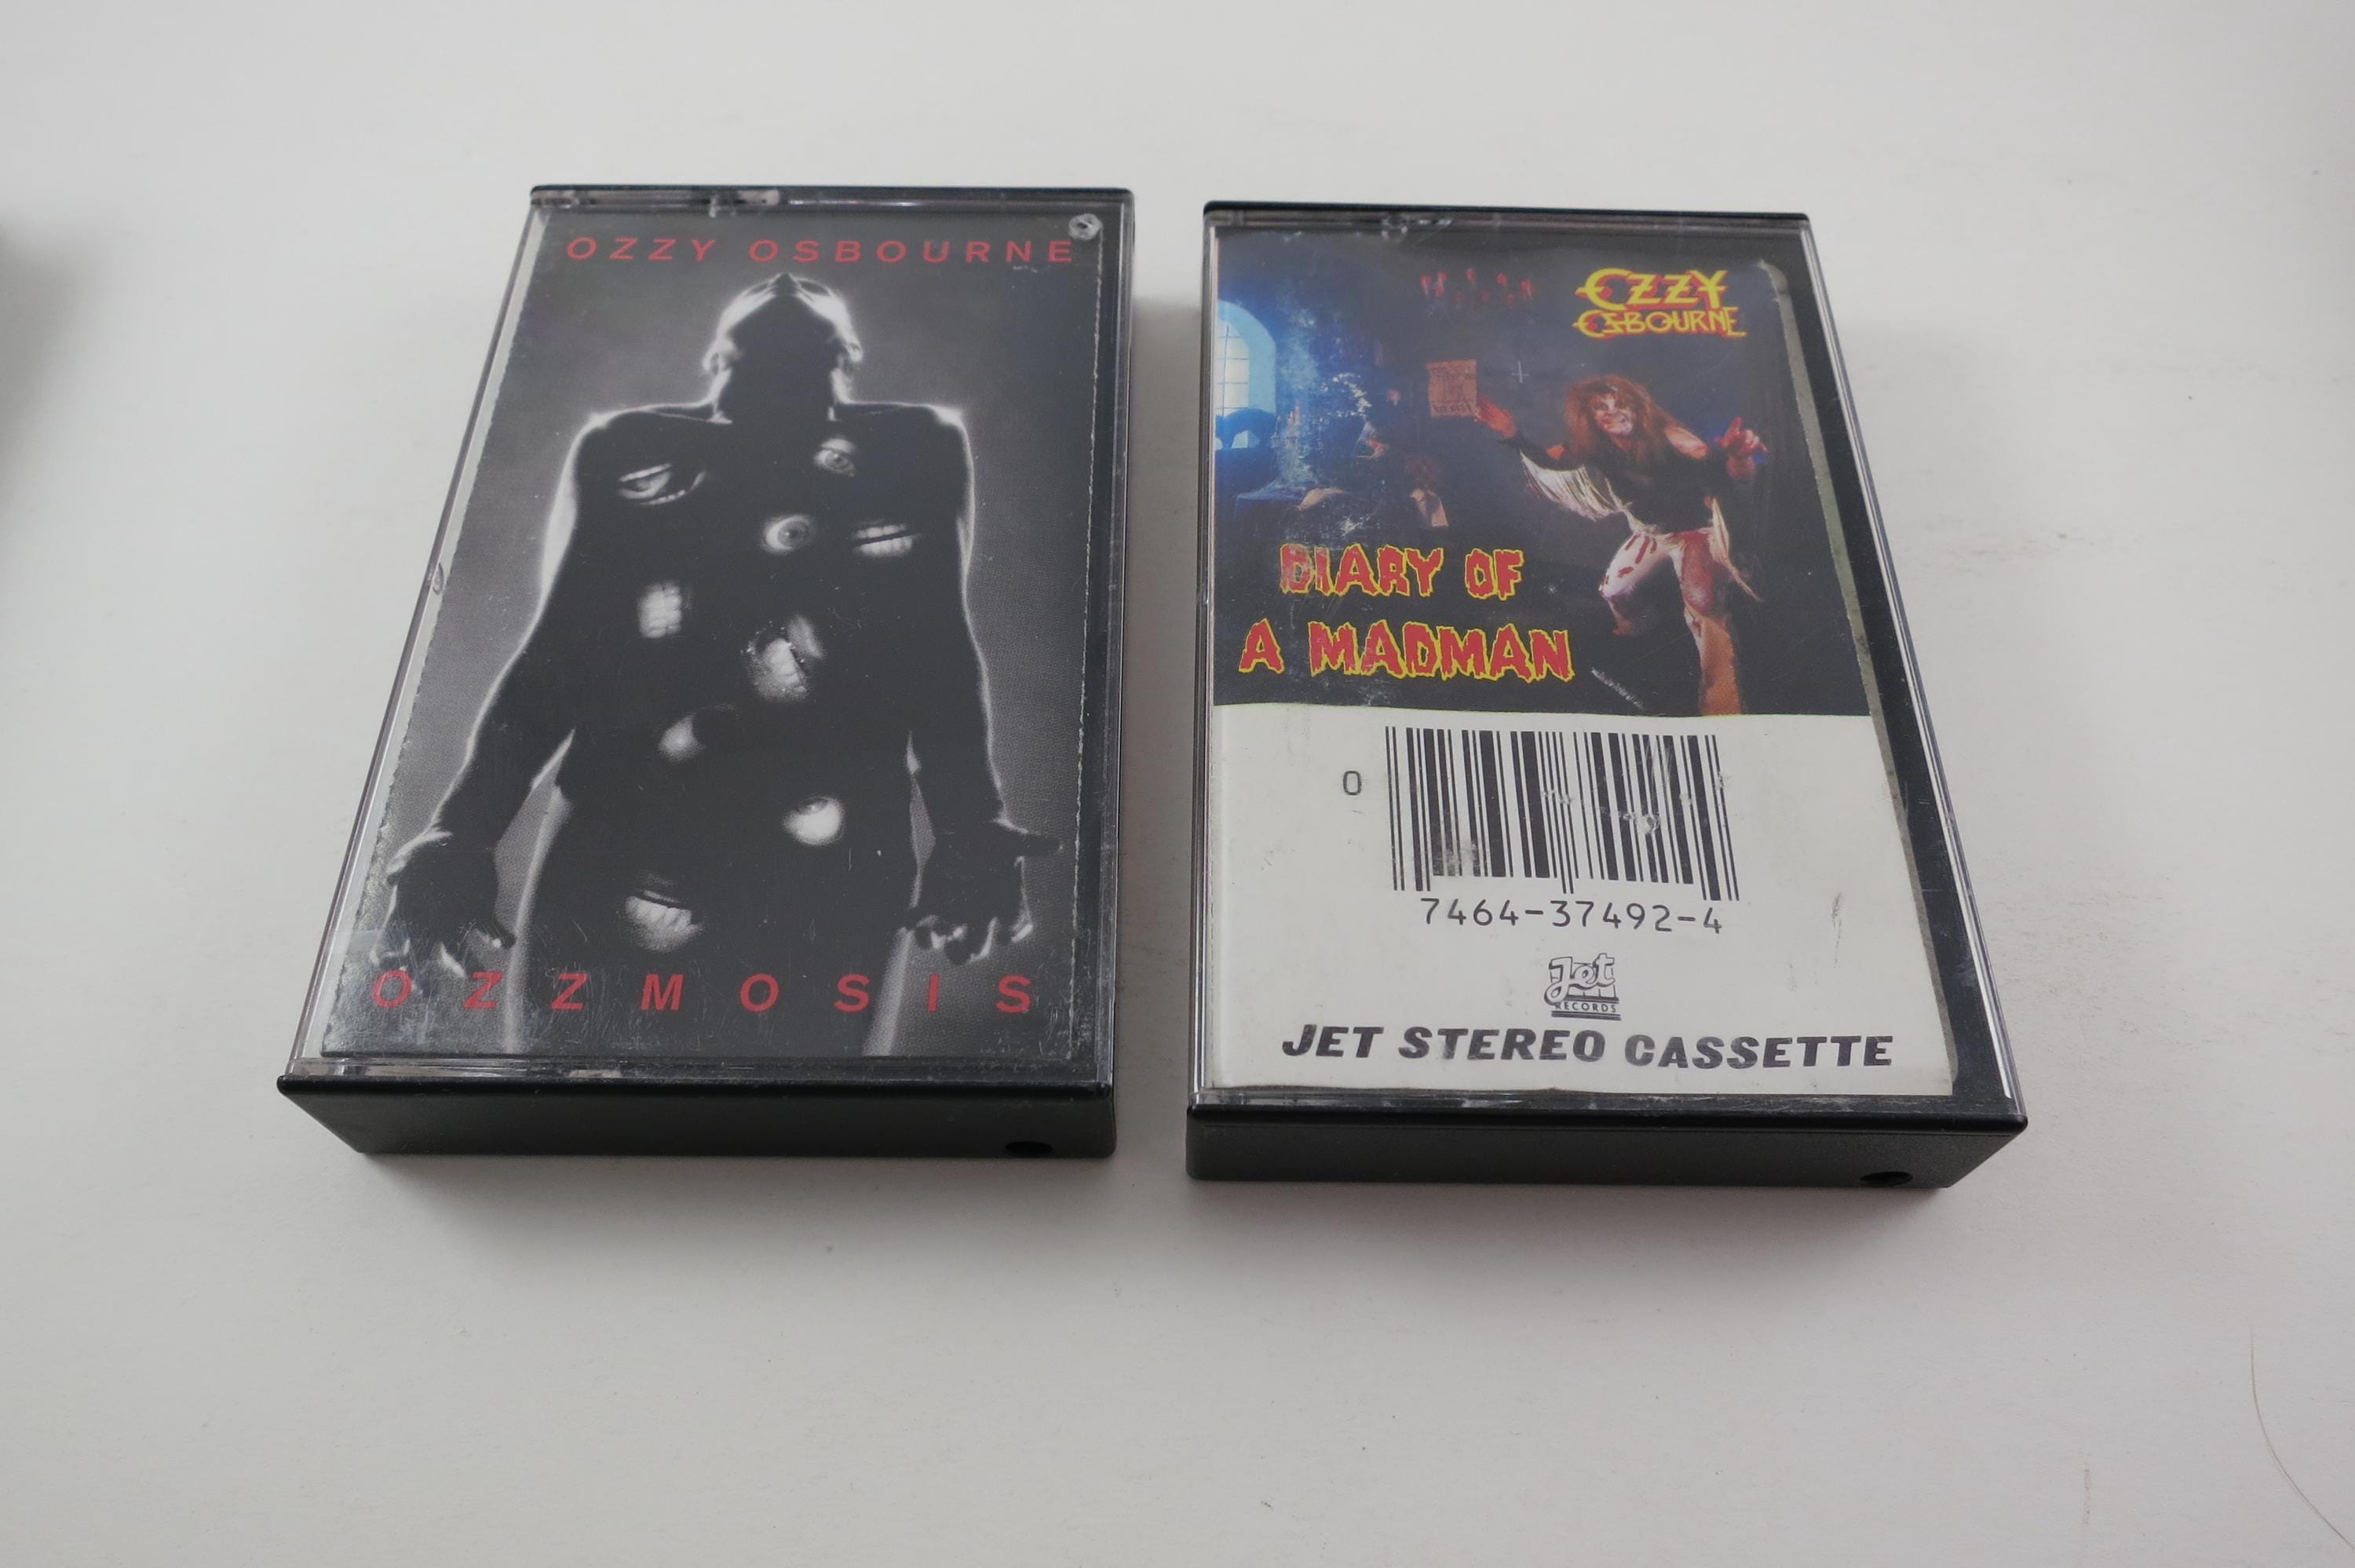 OZZY OSBOURNE
OZZMOSIS
OZZY
OSBOURNE
DIARY OF
A MADMAN
0
7464-37492-4
Jet
RECORDS
JET STEREO CASSETTE